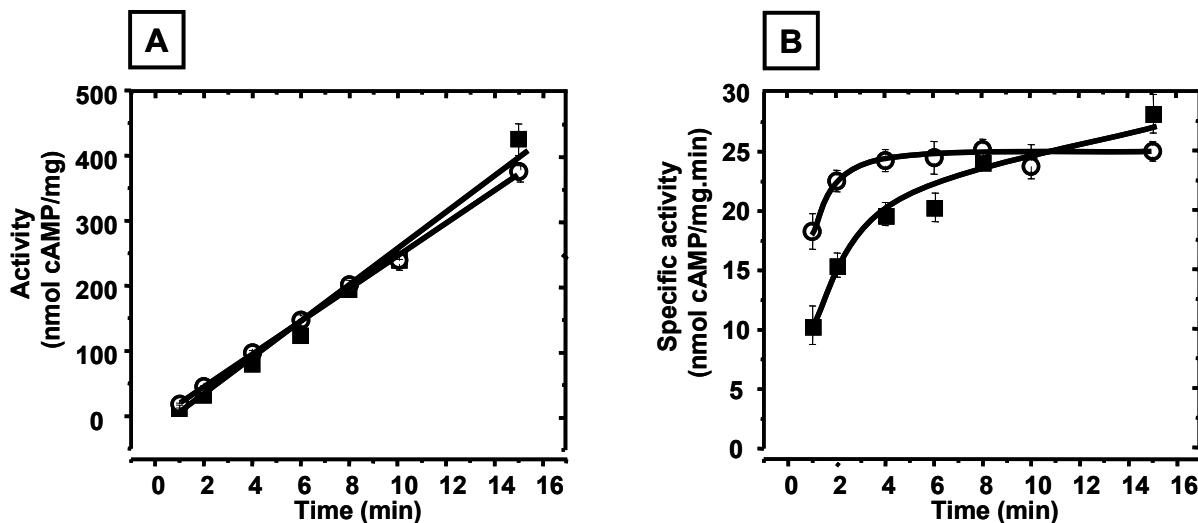 A
B
500
400
300
200
100
0
Activity
(nmol cAMP/mg)
0 2 4 6 8 10 12 14 16
Time (min)
30
25
20
15
10
5
0
Specific activity
(nmol cAMP/mg.min)
0 2 4 6 8 10 12 14 16
Time (min)